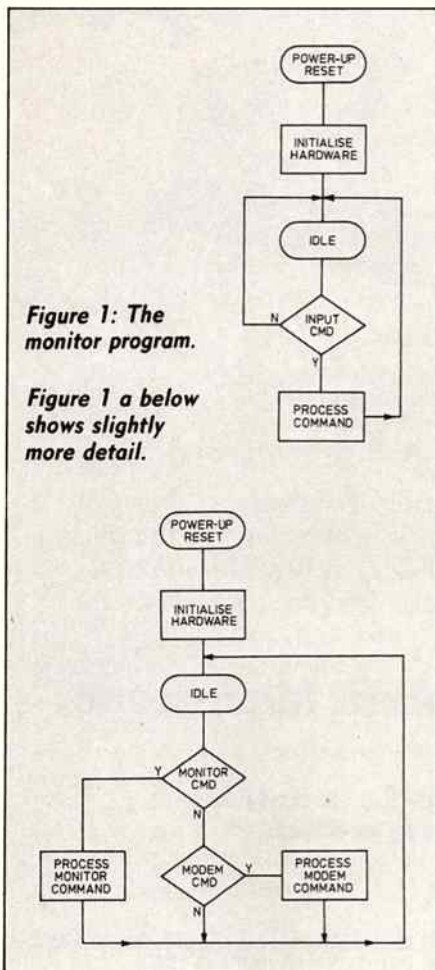 POWER-UP
RESET
INITIALISE
HARDWARE
IDLE
N
INPUT
CMD
Y
PROCESS
COMMAND
Figure 1: The
monitor program.
Figure 1 a below
shows slightly
more detail.
POWER-UP
RESET
INITIALISE
HARDWARE
IDLE
Y
MONITOR
CMD
N
PROCESS
MONITOR
COMMAND
MODEM
CMD
Y
PROCESS
MODEM
COMMAND
N